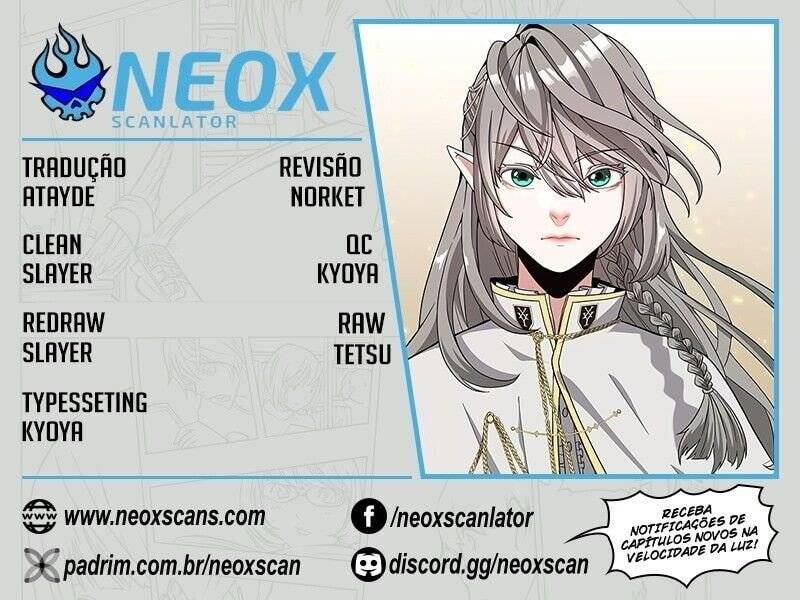 NEOX
SCANLATOR
TRADUÇÃO
ATAYDE
REVISÃO
NORKET
CLEAN
SLAYER
QC
KYOYA
REDRAW
SLAYER
RAW
TETSU
TYPESSETING
KYOYA
www.neoxscans.com
/neoxscanlator
padrim.com.br/neoxscan
discord.gg/neoxscan
RECEBA
NOTIFICAÇÕES DE
CAPÍTULOS NOVOS NA
VELOCIDADE DA LUZ!